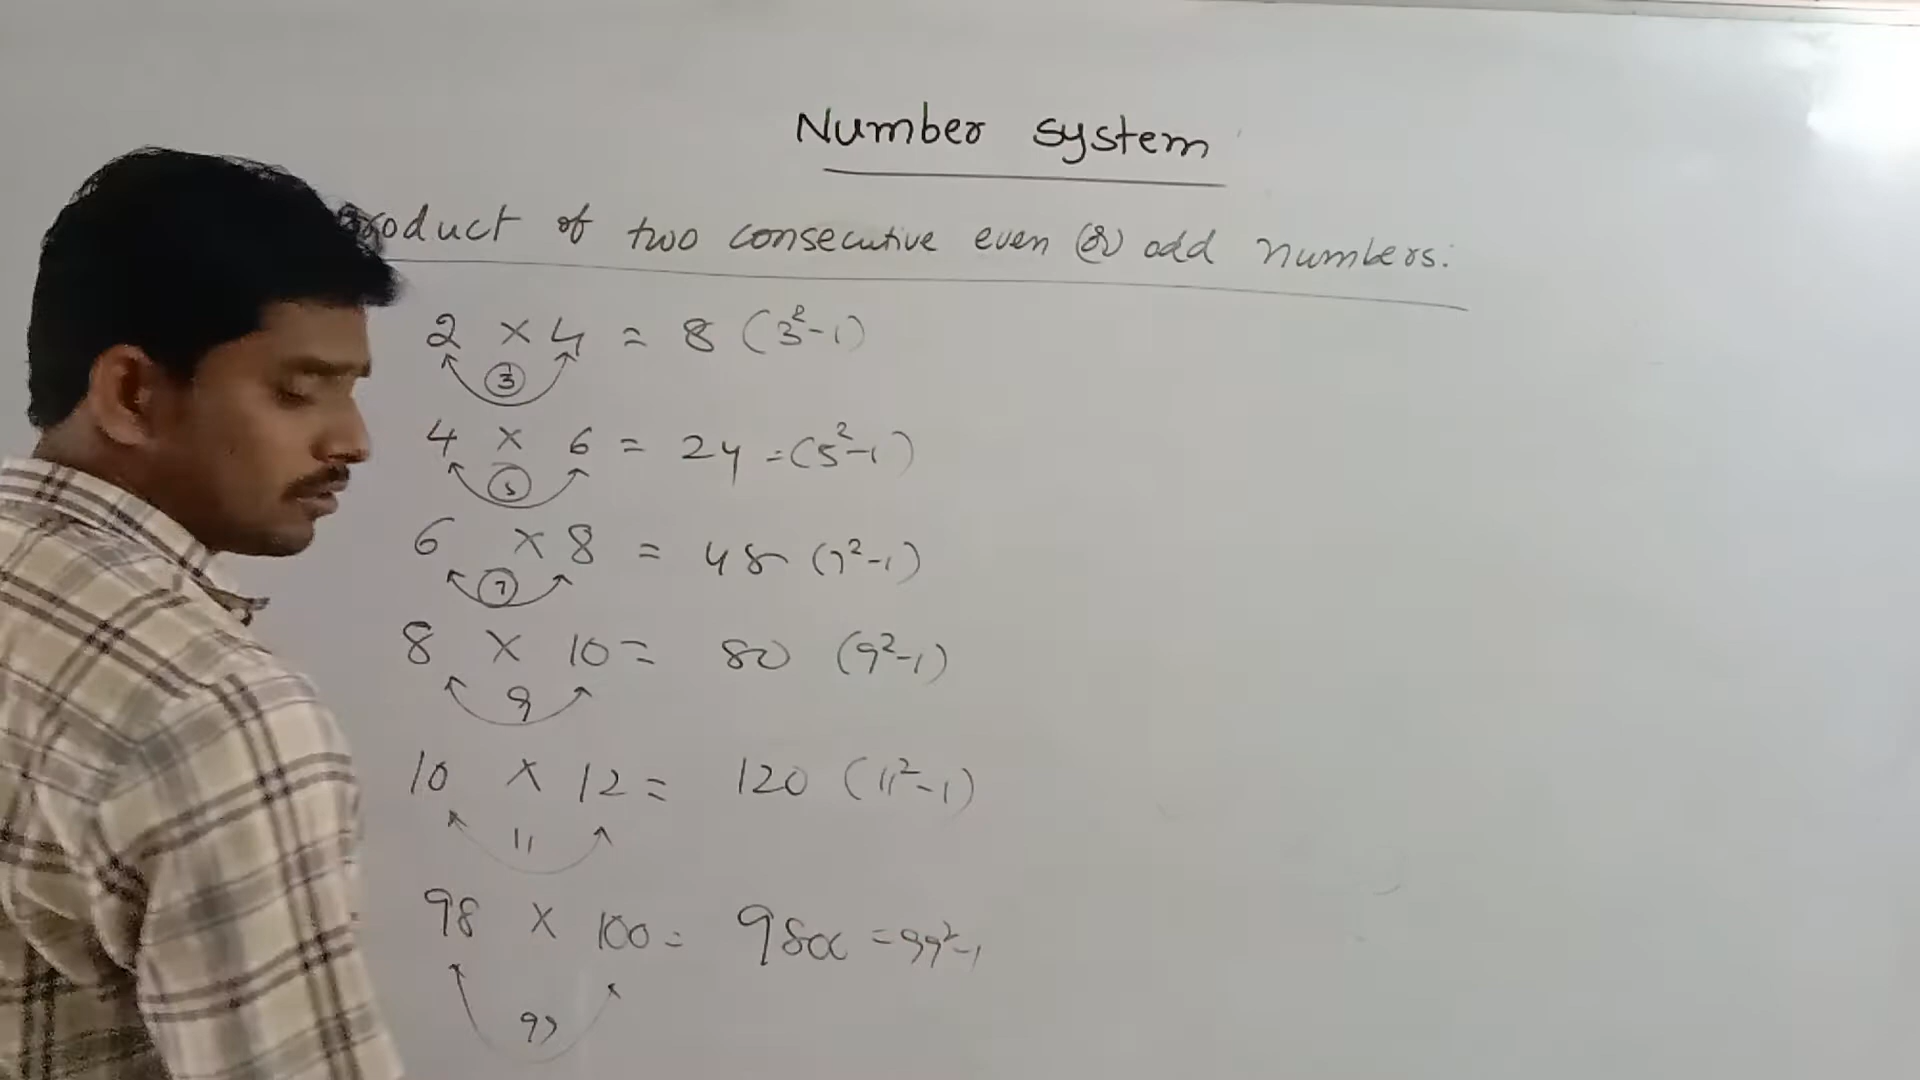 Number system
Product of two consecutive even (or) odd numbers:
2 × 4 = 8 (3²-1)
3
4 × 6 = 24 = (5²-1)
5
6 × 8 = 48 (7²-1)
7
8 × 10 = 80 (9²-1)
9
10 × 12 = 120 (11²-1)
11
98 × 100 = 9800 = 99²-1
99